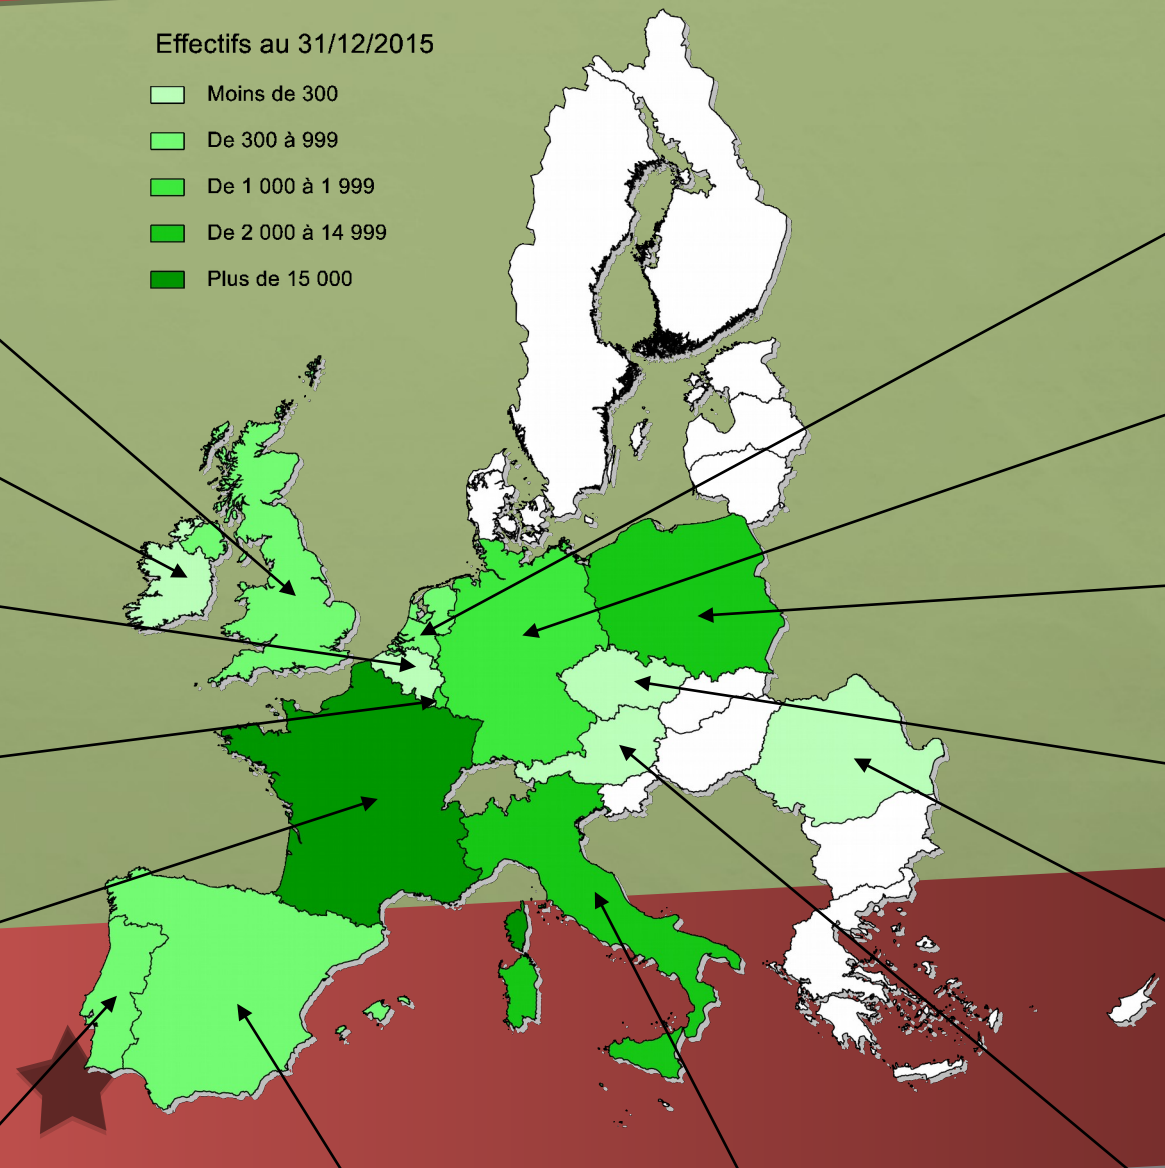 Effectifs au 31/12/2015
Moins de 300
De 300 à 999
De 1 000 à 1 999
De 2 000 à 14 999
Plus de 15 000